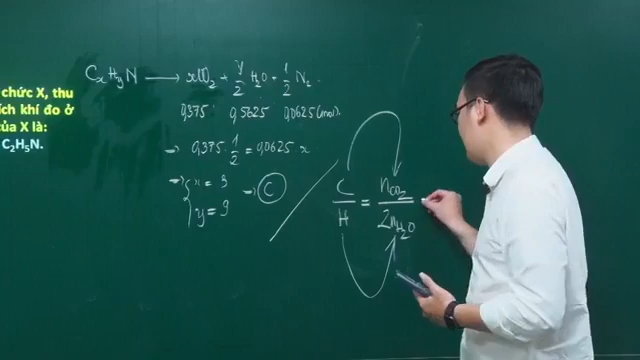 chức X, thu
ích khí đo ở
của X là:
C₂H₅N.
CₓHᵧN ⟶ xCO₂ + y/2 H₂O + 1/2 N₂.
0,375 0,5625 0,0625 (mol).
→ 0,375 · 1/2 = 0,0625 x
→ { x = 3
y = 9
→ C
C/H = nCO₂/2nH₂O